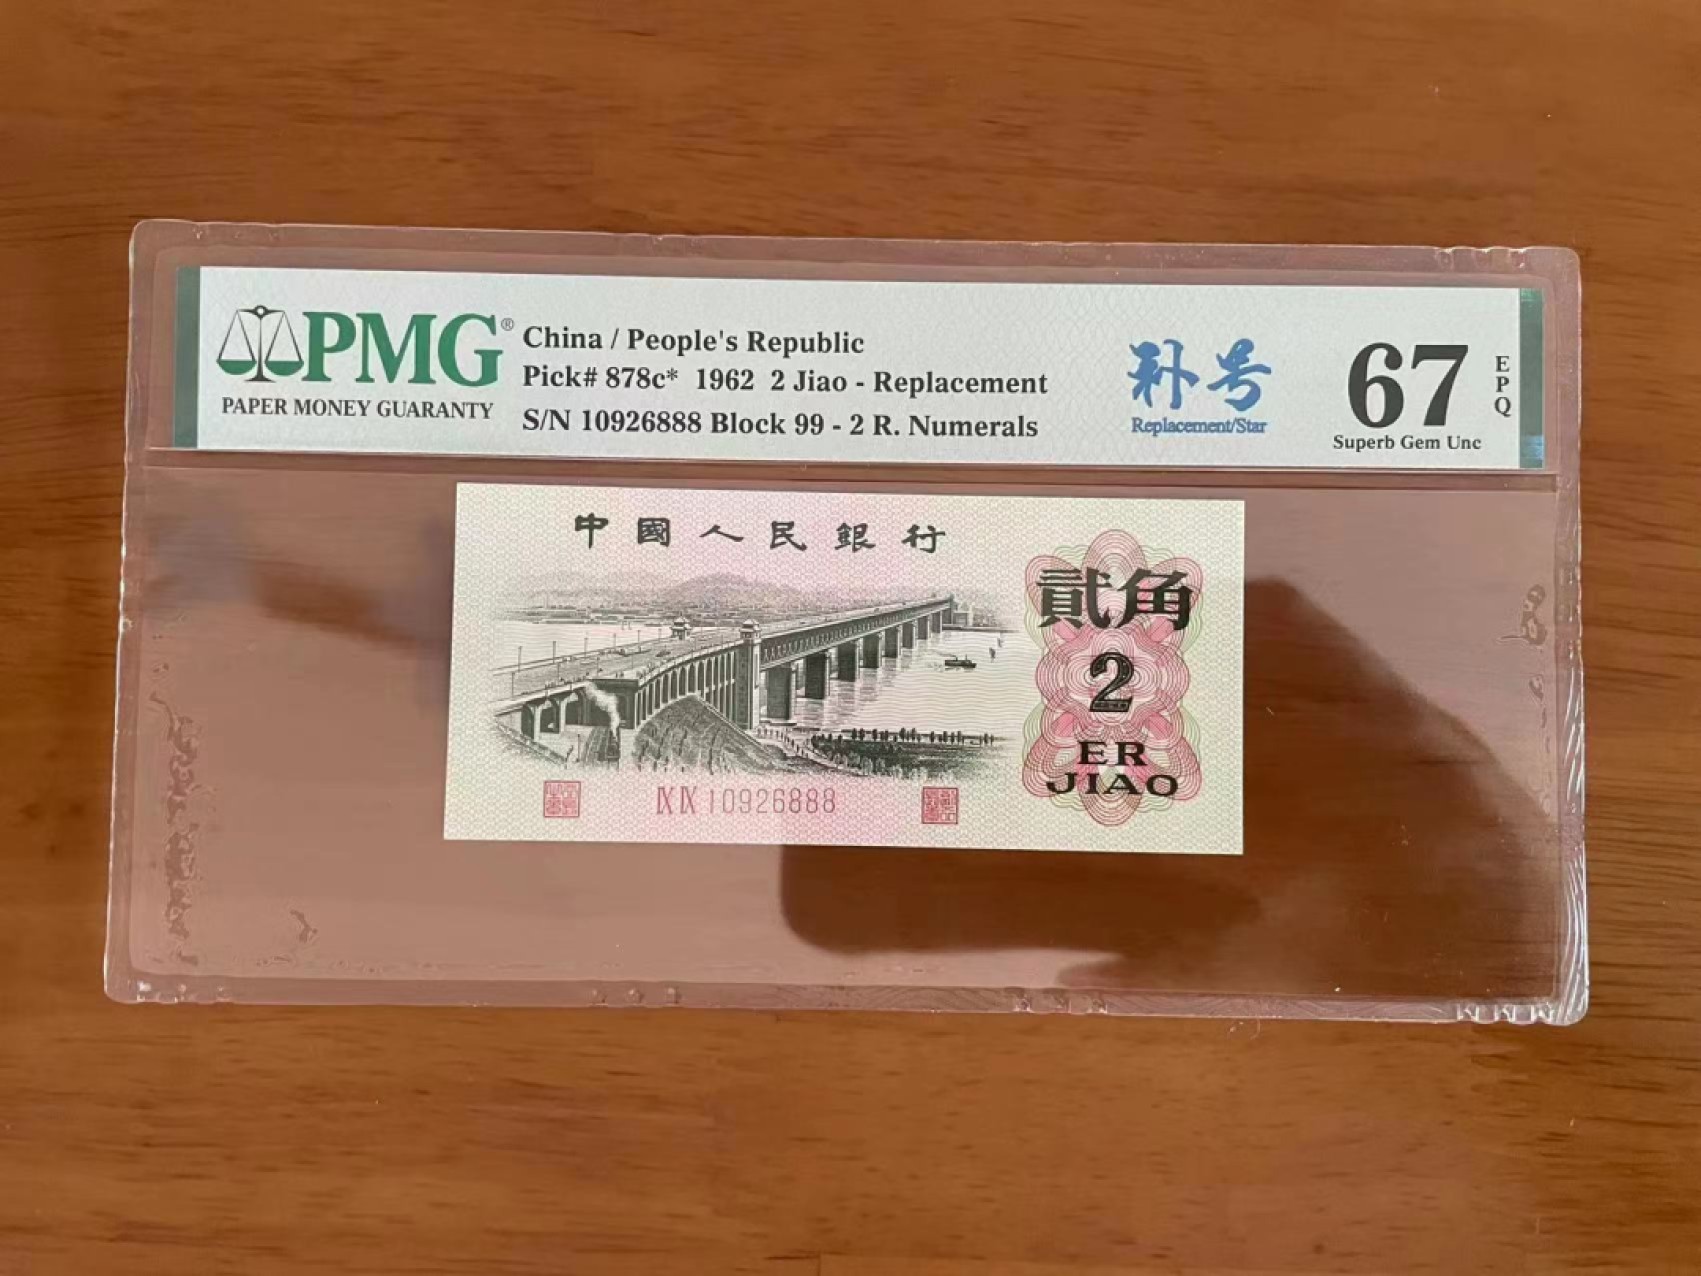 PMG®
PAPER MONEY GUARANTY
China / People's Republic
Pick# 878c* 1962 2 Jiao - Replacement
S/N 10926888 Block 99 - 2 R. Numerals
补号
Replacement/Star
67
EPQ
Superb Gem Unc
中國人民銀行
貳角
2
ER
JIAO
IX IX 10926888